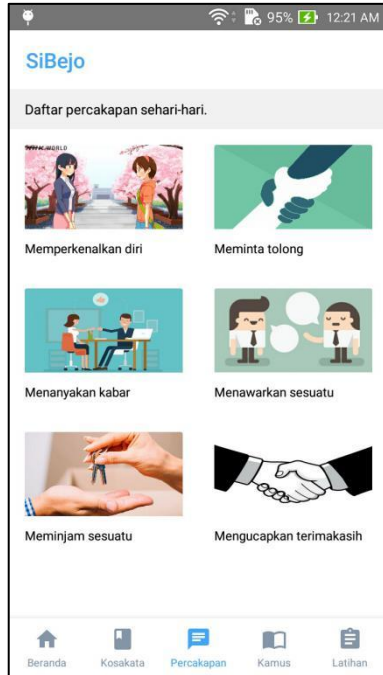 95% 12:21 AM
SiBejo
Daftar percakapan sehari-hari.
Memperkenalkan diri
Meminta tolong
Menanyakan kabar
Menawarkan sesuatu
Meminjam sesuatu
Mengucapkan terimakasih
Beranda
Kosakata
Percakapan
Kamus
Latihan